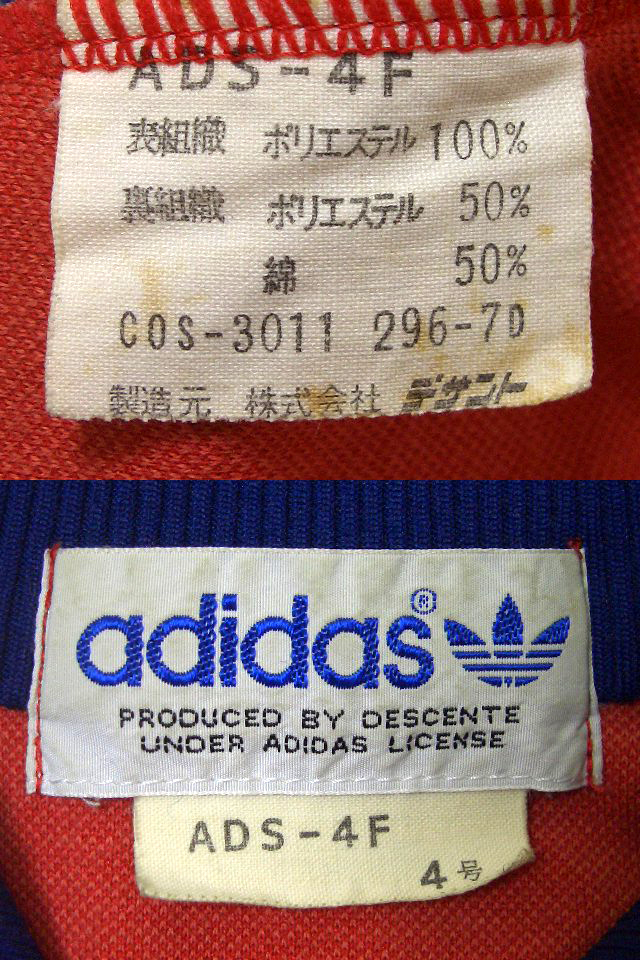 ADS-4F
表組織 ポリエステル 100%
裏組織 ポリエステル 50%
綿 50%
COS-3011 296-7D
製造元 株式会社 デサント
adidas®
PRODUCED BY DESCENTE
UNDER ADIDAS LICENSE
ADS-4F
4号